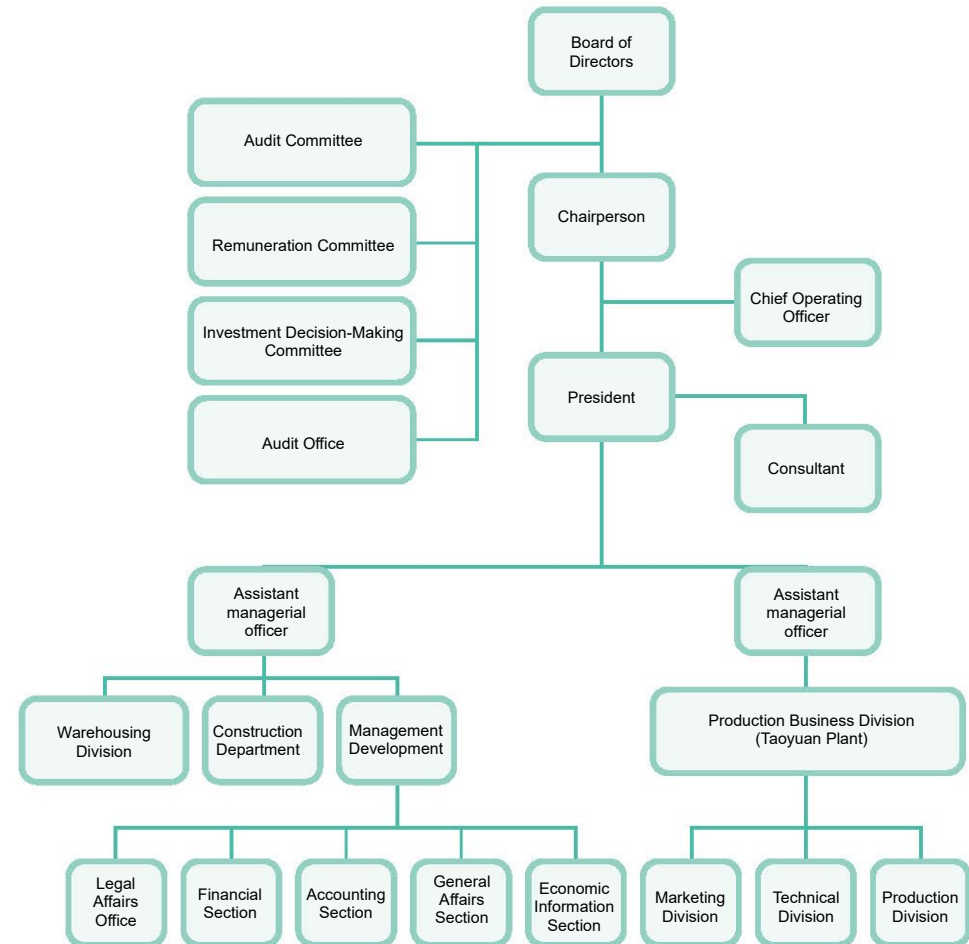 Board of
Directors
Audit Committee
Chairperson
Remuneration Committee
Chief Operating
Officer
Investment Decision-Making
Committee
President
Audit Office
Consultant
Assistant
managerial
officer
Assistant
managerial
officer
Warehousing
Division
Construction
Department
Management
Development
Production Business Division
(Taoyuan Plant)
Legal
Affairs
Office
Financial
Section
Accounting
Section
General
Affairs
Section
Economic
Information
Section
Marketing
Division
Technical
Division
Production
Division